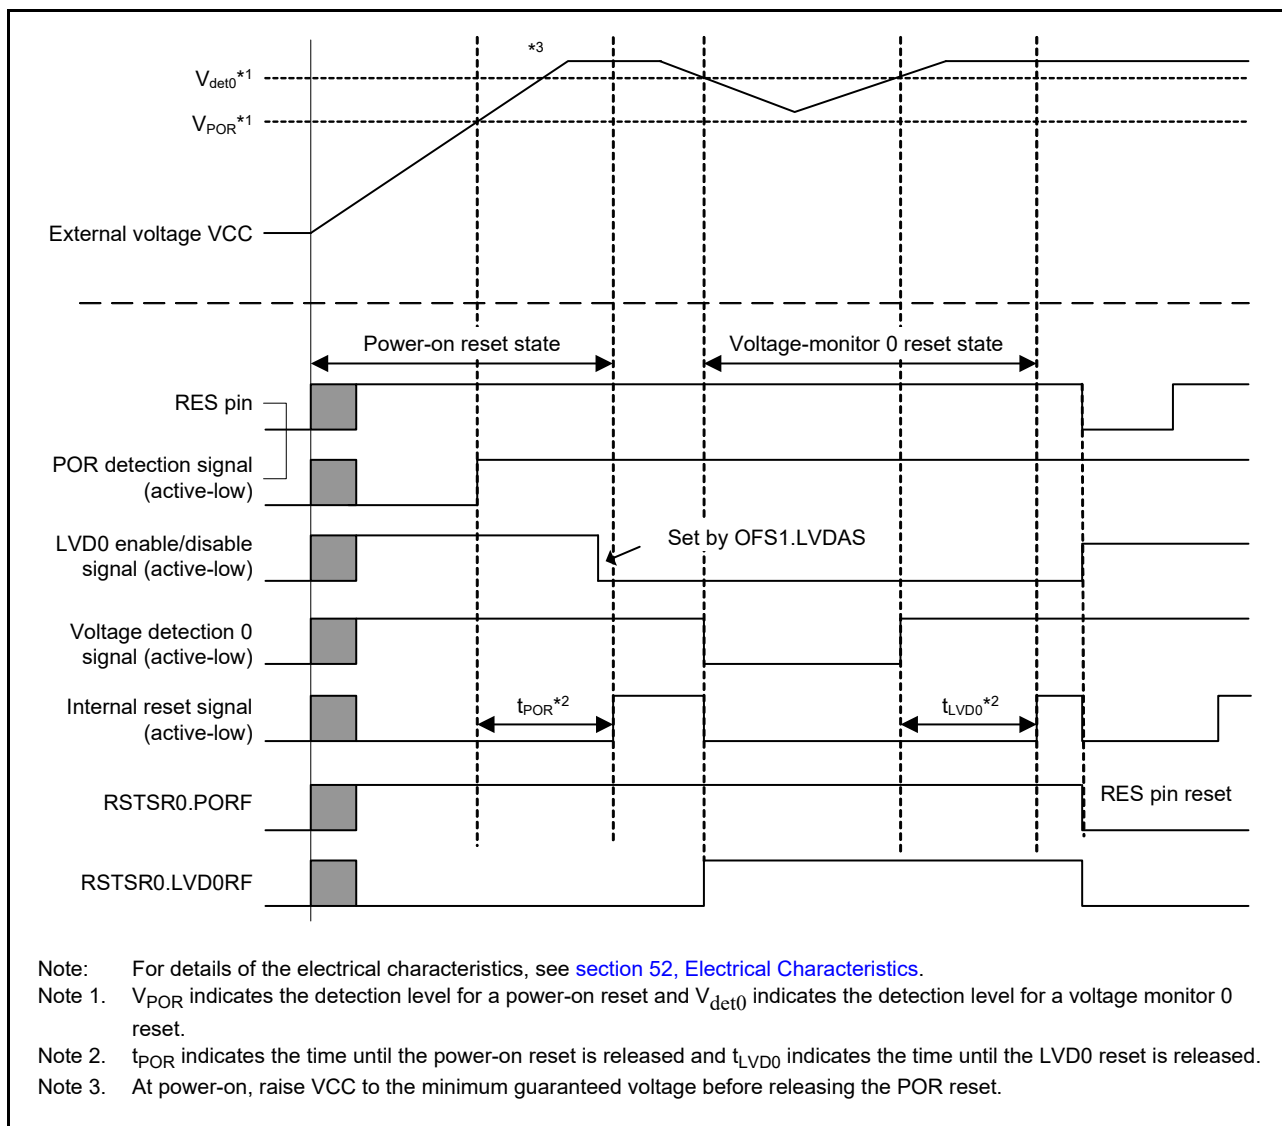 *3
Vdet0*1
VPOR*1
External voltage VCC
Power-on reset state
Voltage-monitor 0 reset state
RES pin
POR detection signal
(active-low)
LVD0 enable/disable
signal (active-low)
Set by OFS1.LVDAS
Voltage detection 0
signal (active-low)
Internal reset signal
(active-low)
tPOR*2
tLVD0*2
RSTSR0.PORF
RES pin reset
RSTSR0.LVD0RF
Note: For details of the electrical characteristics, see section 52, Electrical Characteristics.
Note 1. VPOR indicates the detection level for a power-on reset and Vdet0 indicates the detection level for a voltage monitor 0
reset.
Note 2. tPOR indicates the time until the power-on reset is released and tLVD0 indicates the time until the LVD0 reset is released.
Note 3. At power-on, raise VCC to the minimum guaranteed voltage before releasing the POR reset.